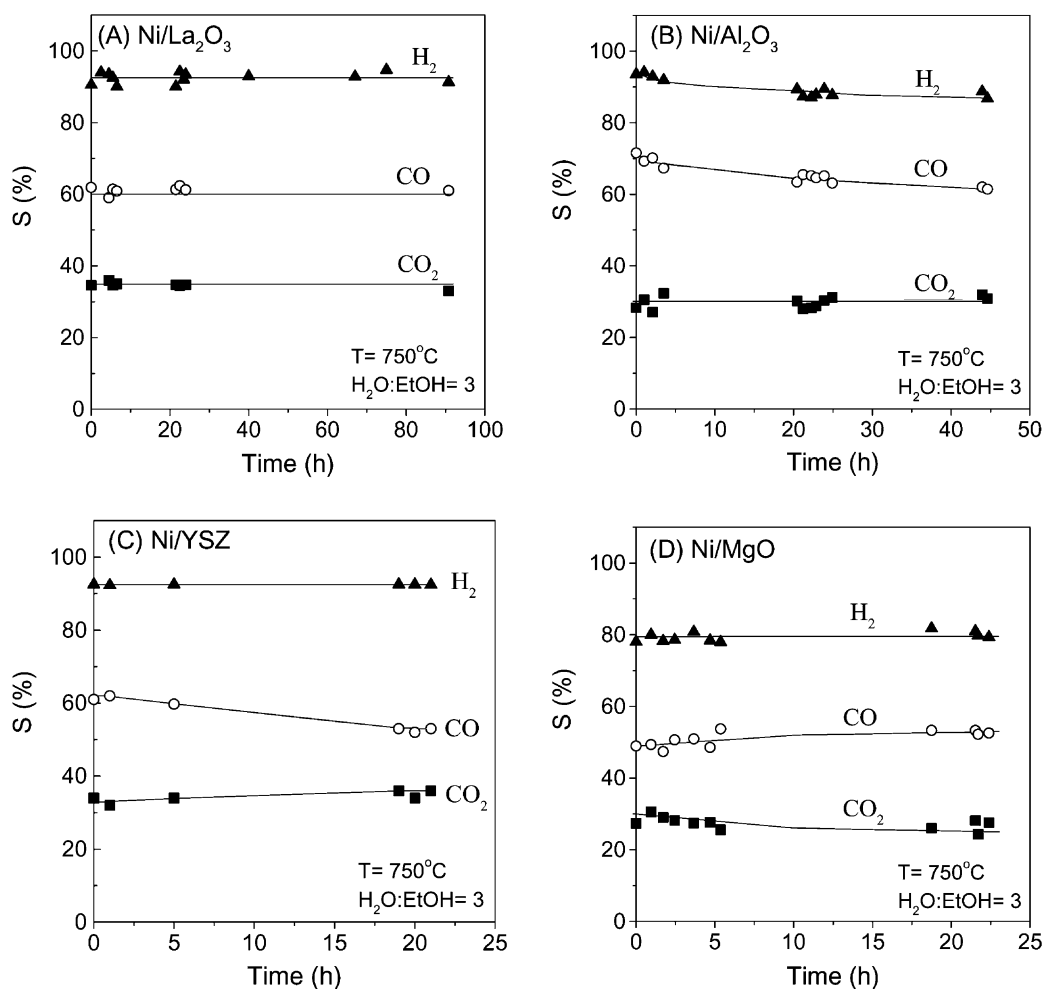 (A) Ni/La₂O₃
H₂
CO
CO₂
T= 750°C
H₂O:EtOH= 3
S (%)
100
80
60
40
20
0
0 20 40 60 80 100
Time (h)
(B) Ni/Al₂O₃
H₂
CO
CO₂
T= 750°C
H₂O:EtOH= 3
S (%)
100
80
60
40
20
0
0 10 20 30 40 50
Time (h)
(C) Ni/YSZ
H₂
CO
CO₂
T= 750°C
H₂O:EtOH= 3
S (%)
100
80
60
40
20
0
0 5 10 15 20 25
Time (h)
(D) Ni/MgO
H₂
CO
CO₂
T= 750°C
H₂O:EtOH= 3
S (%)
100
80
60
40
20
0
0 5 10 15 20 25
Time (h)